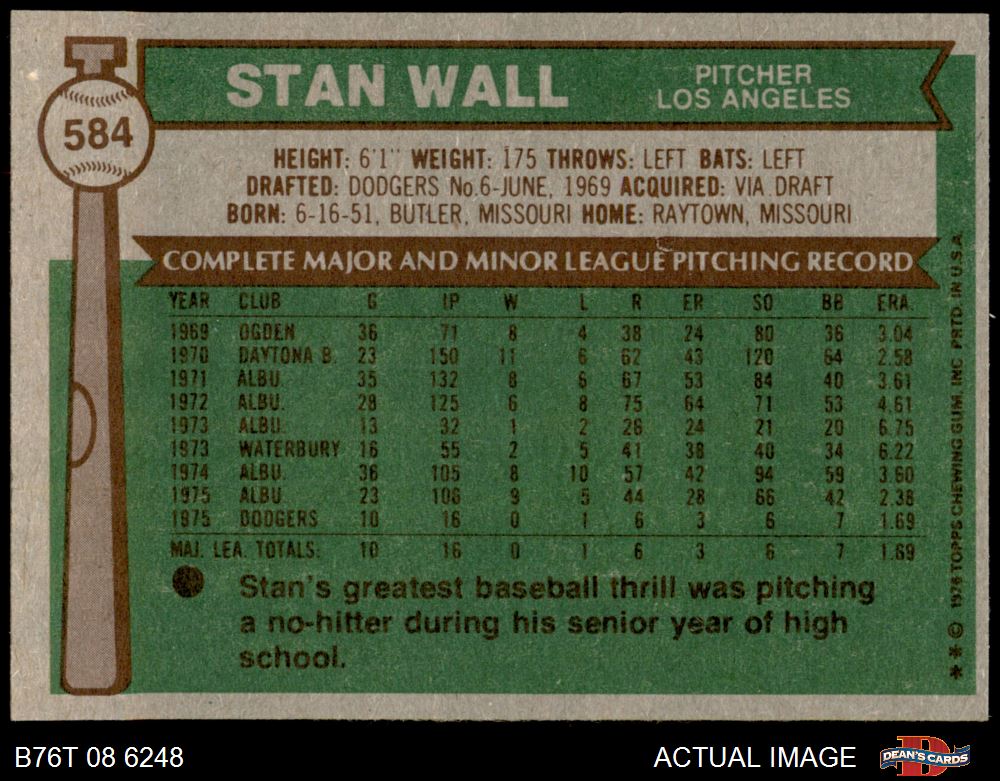 584
STAN WALL
PITCHER
LOS ANGELES
HEIGHT: 6'1" WEIGHT: 175 THROWS: LEFT BATS: LEFT
DRAFTED: DODGERS No.6-JUNE, 1969 ACQUIRED: VIA DRAFT
BORN: 6-16-51, BUTLER, MISSOURI HOME: RAYTOWN, MISSOURI
COMPLETE MAJOR AND MINOR LEAGUE PITCHING RECORD
YEAR CLUB G IP W L R ER SO BB ERA.
1969 OGDEN 36 71 8 4 38 24 80 36 3.04
1970 DAYTONA B. 23 150 11 6 62 43 120 64 2.58
1971 ALBU. 35 132 8 6 67 53 84 40 3.61
1972 ALBU. 28 125 6 8 75 64 71 53 4.61
1973 ALBU. 13 32 1 2 26 24 21 20 6.75
1973 WATERBURY 16 55 2 5 41 38 40 34 6.22
1974 ALBU. 36 105 8 10 57 42 94 59 3.60
1975 ALBU. 23 106 9 5 44 28 66 42 2.38
1975 DODGERS 10 16 0 1 6 3 6 7 1.69
MAJ. LEA. TOTALS: 10 16 0 1 6 3 6 7 1.69
Stan's greatest baseball thrill was pitching
a no-hitter during his senior year of high
school.
* * © 1976 TOPPS CHEWING GUM, INC. PRTD. IN U.S.A.
B76T 08 6248
ACTUAL IMAGE
DEAN'S CARDS